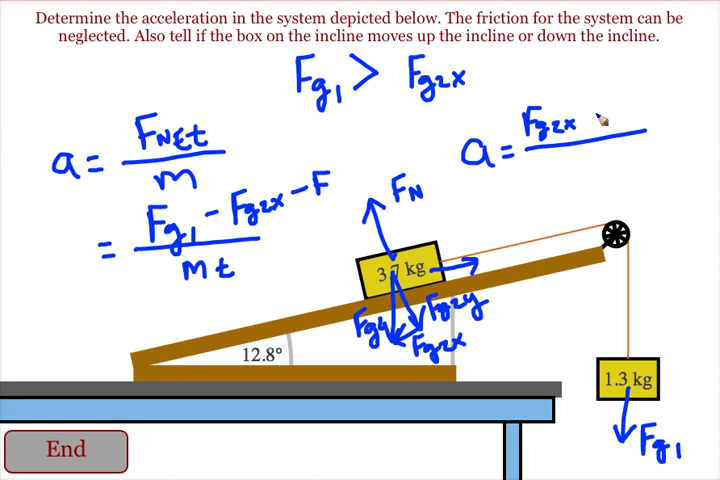 Determine the acceleration in the system depicted below. The friction for the system can be
neglected. Also tell if the box on the incline moves up the incline or down the incline.
Fg1 > Fg2x
a = FNEt / m
a = Fg2x
= Fg1 - Fg2x - F / mt
FN
3.7 kg
Fg2y
Fg2x
12.8°
1.3 kg
Fg1
End